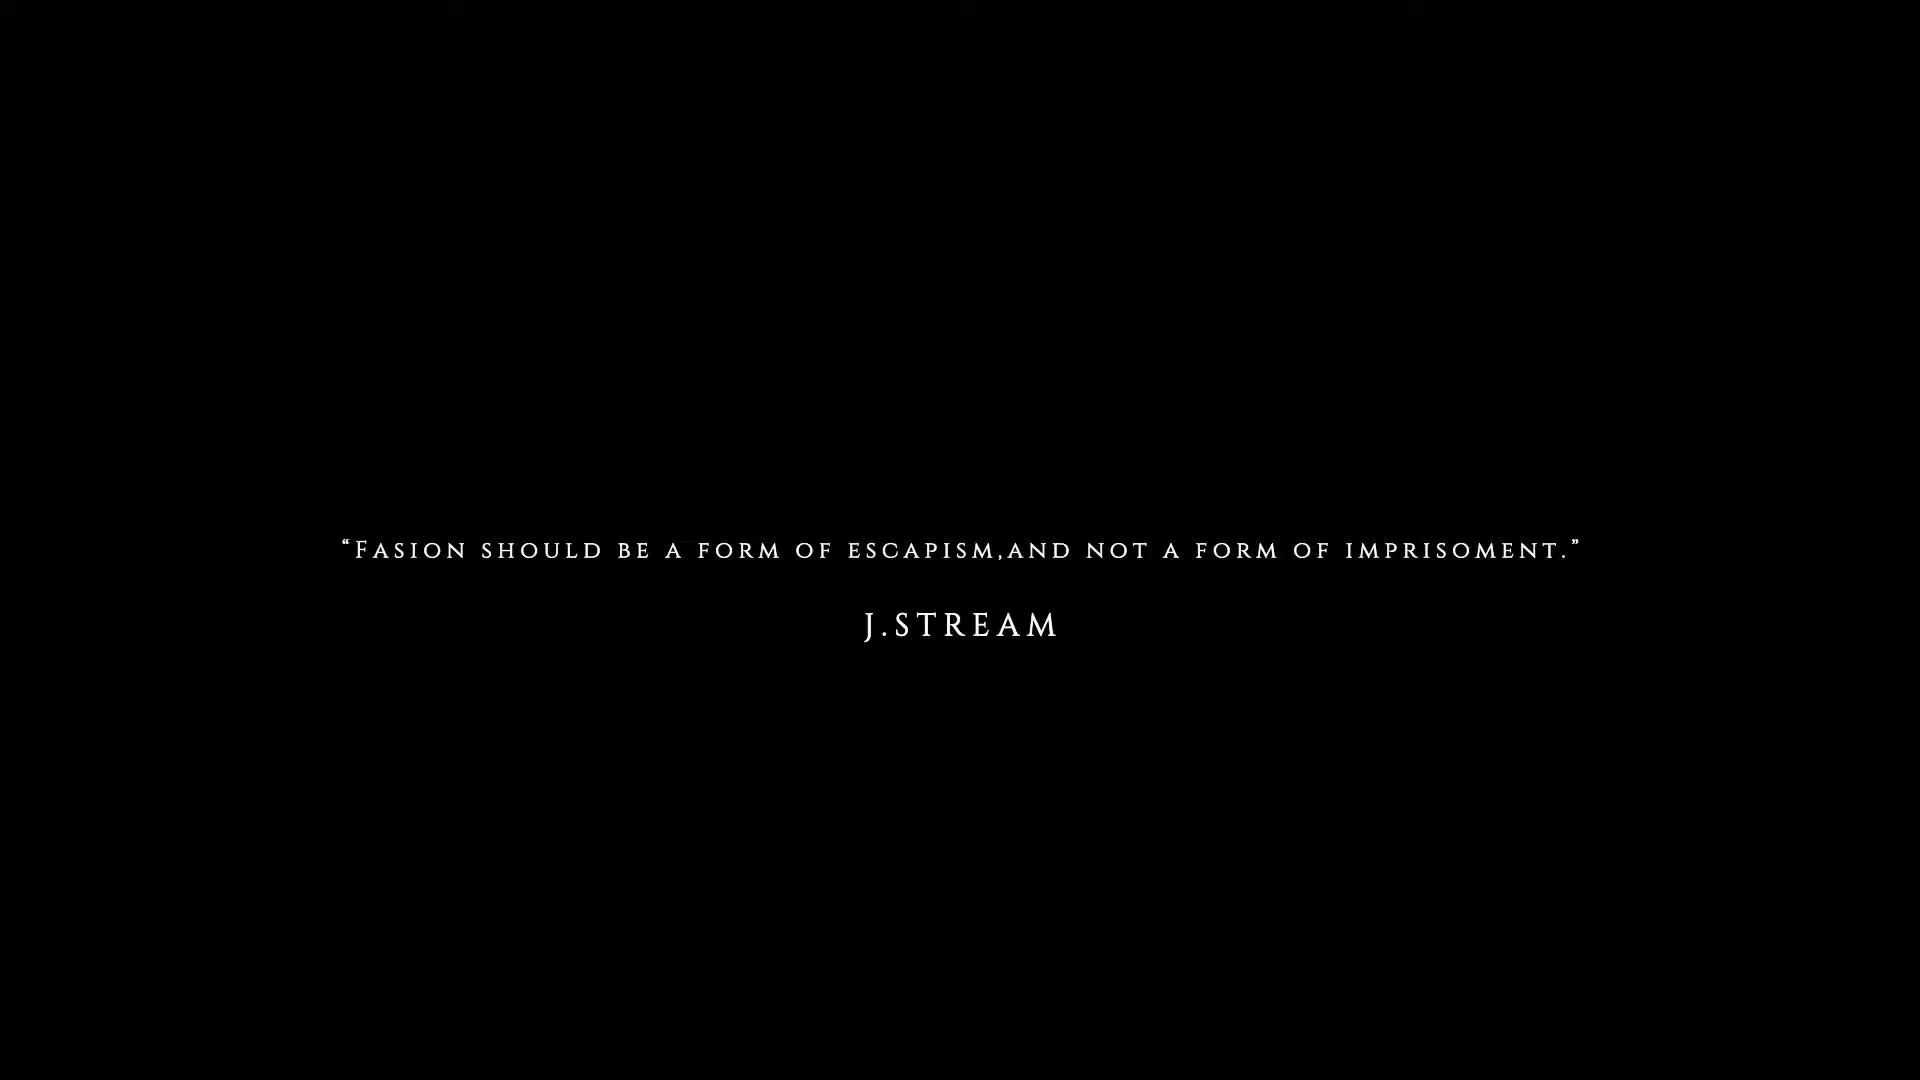 “Fasion should be a form of escapism,and not a form of imprisoment.”
J.STREAM